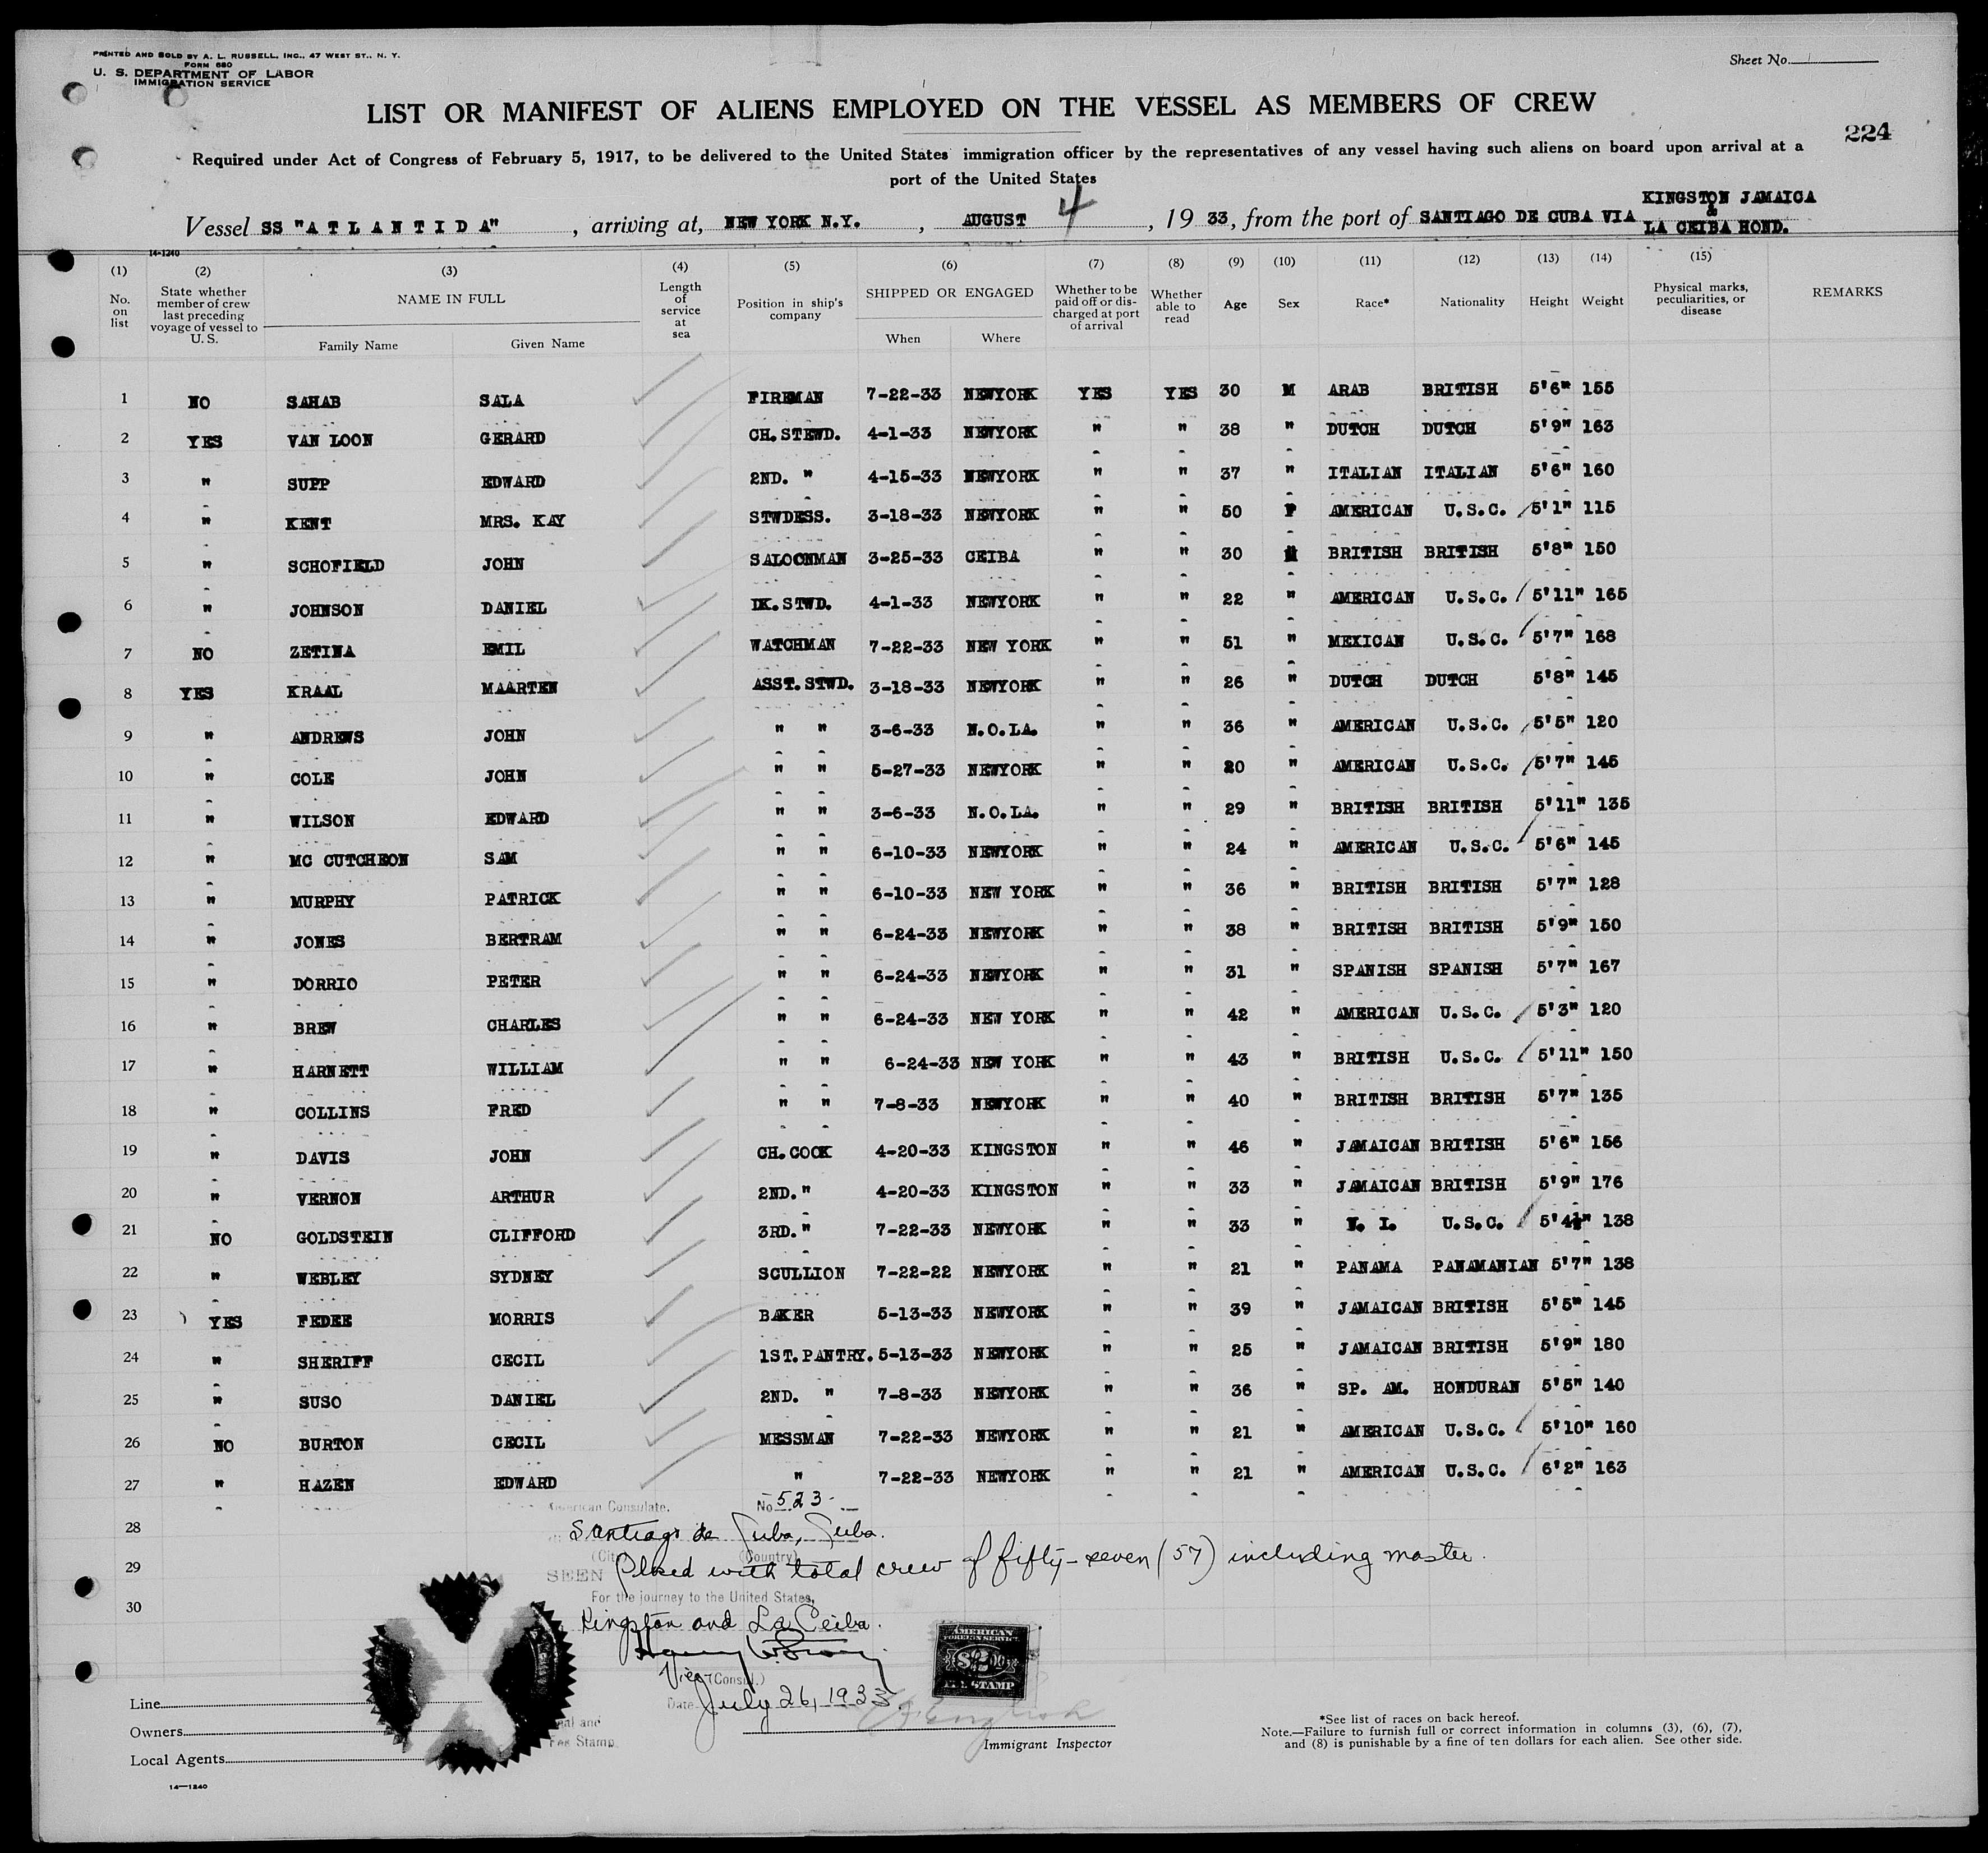 PRINTED AND SOLD BY A. L. RUSSELL, INC., 47 WEST ST., N. Y.
FORM 680
U. S. DEPARTMENT OF LABOR
IMMIGRATION SERVICE
Sheet No.
LIST OR MANIFEST OF ALIENS EMPLOYED ON THE VESSEL AS MEMBERS OF CREW
224
Required under Act of Congress of February 5, 1917, to be delivered to the United States immigration officer by the representatives of any vessel having such aliens on board upon arrival at a
port of the United States
Vessel SS "A T L A N T I D A", arriving at, NEW YORK N.Y., AUGUST 4, 19 33, from the port of SANTIAGO DE CUBA VIA KINGSTON JAMAICA
& LA CEIBA HOND.
14-1240
(1) (2) (3) (4) (5) (6) (7) (8) (9) (10) (11) (12) (13) (14) (15)
No. on list | State whether member of crew last preceding voyage of vessel to U. S. | NAME IN FULL | Length of service at sea | Position in ship's company | SHIPPED OR ENGAGED | Whether to be paid off or discharged at port of arrival | Whether able to read | Age | Sex | Race* | Nationality | Height | Weight | Physical marks, peculiarities, or disease | REMARKS
Family Name | Given Name | When | Where
1 NO SAHAB SALA FIREMAN 7-22-33 NEWYORK YES YES 30 M ARAB BRITISH 5'6" 155
2 YES VAN LOON GERARD CH.STEWD. 4-1-33 NEWYORK " " 38 " DUTCH DUTCH 5'9" 163
3 " SUPP EDWARD 2ND. " 4-15-33 NEWYORK " " 37 " ITALIAN ITALIAN 5'6" 160
4 " KENT MRS. KAY STWDESS. 3-18-33 NEWYORK " " 50 F AMERICAN U.S.C. 5'1" 115
5 " SCHOFIELD JOHN SALOONMAN 3-25-33 CEIBA " " 30 M BRITISH BRITISH 5'8" 150
6 " JOHNSON DANIEL DK.STWD. 4-1-33 NEWYORK " " 22 " AMERICAN U.S.C. 5'11" 165
7 NO ZETINA EMIL WATCHMAN 7-22-33 NEW YORK " " 51 " MEXICAN U.S.C. 5'7" 168
8 YES KRAAL MAARTEN ASST.STWD. 3-18-33 NEWYORK " " 26 " DUTCH DUTCH 5'8" 145
9 " ANDREWS JOHN " " 3-6-33 N.O.LA. " " 36 " AMERICAN U.S.C. 5'5" 120
10 " COLE JOHN " " 5-27-33 NEWYORK " " 20 " AMERICAN U.S.C. 5'7" 145
11 " WILSON EDWARD " " 3-6-33 N.O.LA. " " 29 " BRITISH BRITISH 5'11" 135
12 " MC CUTCHEON SAM " " 6-10-33 NEWYORK " " 24 " AMERICAN U.S.C. 5'6" 145
13 " MURPHY PATRICK " " 6-10-33 NEW YORK " " 36 " BRITISH BRITISH 5'7" 128
14 " JONES BERTRAM " " 6-24-33 NEWYORK " " 38 " BRITISH BRITISH 5'9" 150
15 " DORRIO PETER " " 6-24-33 NEWYORK " " 31 " SPANISH SPANISH 5'7" 167
16 " BREW CHARLES " " 6-24-33 NEW YORK " " 42 " AMERICAN U.S.C. 5'3" 120
17 " HARNETT WILLIAM " " 6-24-33 NEW YORK " " 43 " BRITISH U.S.C. 5'11" 150
18 " COLLINS FRED " " 7-8-33 NEWYORK " " 40 " BRITISH BRITISH 5'7" 135
19 " DAVIS JOHN CH.COOK 4-20-33 KINGSTON " " 46 " JAMAICAN BRITISH 5'6" 156
20 " VERNON ARTHUR 2ND." 4-20-33 KINGSTON " " 33 " JAMAICAN BRITISH 5'9" 176
21 NO GOLDSTEIN CLIFFORD 3RD." 7-22-33 NEWYORK " " 33 " I. U.S.C. 5'4½" 138
22 " WEBLEY SYDNEY SCULLION 7-22-22 NEWYORK " " 21 " PANAMA PANAMANIAN 5'7" 138
23 YES FEDEE MORRIS BAKER 5-13-33 NEWYORK " " 39 " JAMAICAN BRITISH 5'5" 145
24 " SHERIFF CECIL 1ST.PANTRY. 5-13-33 NEWYORK " " 25 " JAMAICAN BRITISH 5'9" 180
25 " SUSO DANIEL 2ND. " 7-8-33 NEWYORK " " 36 " SP. AM. HONDURAN 5'5" 140
26 NO BURTON CECIL MESSMAN 7-22-33 NEWYORK " " 21 " AMERICAN U.S.C. 5'10" 160
27 " HAZEN EDWARD " 7-22-33 NEWYORK " " 21 " AMERICAN U.S.C. 6'2" 163
American Consulate. No 523
28 Santiago de Cuba, Cuba.
(City) (Country)
29 SEEN Closed with total crew of fifty-seven (57) including master.
For the journey to the United States,
30 Kingston and La Ceiba.
Vice (Consul.)
Date July 26, 1933.
Seal and
Fee Stamp.
AMERICAN
FOREIGN SERVICE
$2.00
FEE STAMP
Immigrant Inspector
Line
Owners
Local Agents
14—1240
*See list of races on back hereof.
Note.—Failure to furnish full or correct information in columns (3), (6), (7),
and (8) is punishable by a fine of ten dollars for each alien. See other side.